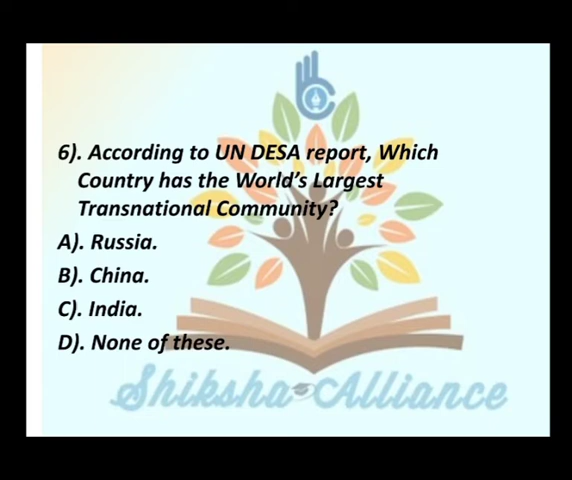 6). According to UN DESA report, Which
Country has the World's Largest
Transnational Community?
A). Russia.
B). China.
C). India.
D). None of these.
Shiksha Alliance